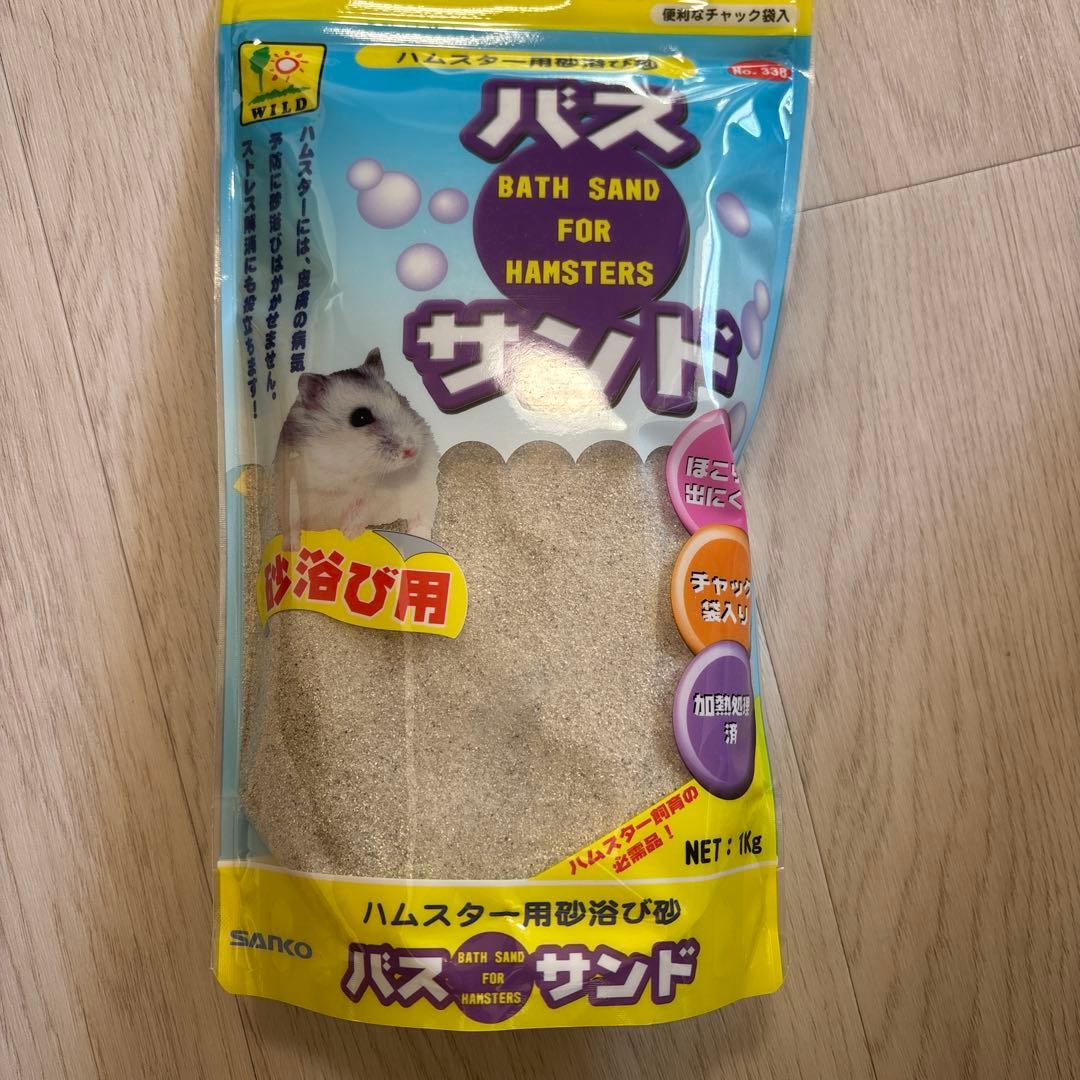 便利なチャック袋入
WILD
ハムスター用砂浴び砂
No. 338
バス
BATH SAND
FOR
HAMSTERS
サンド
ハムスターには、皮膚の病気
予防に砂浴びはかかせません。
ストレス解消にも役立ちます!
砂浴び用
ほこり
出にく
チャック
袋入り
加熱処理
済
ハムスター飼育の
必需品!
NET:1Kg
ハムスター用砂浴び砂
SANKO
バス
BATH SAND
FOR
HAMSTERS
サンド